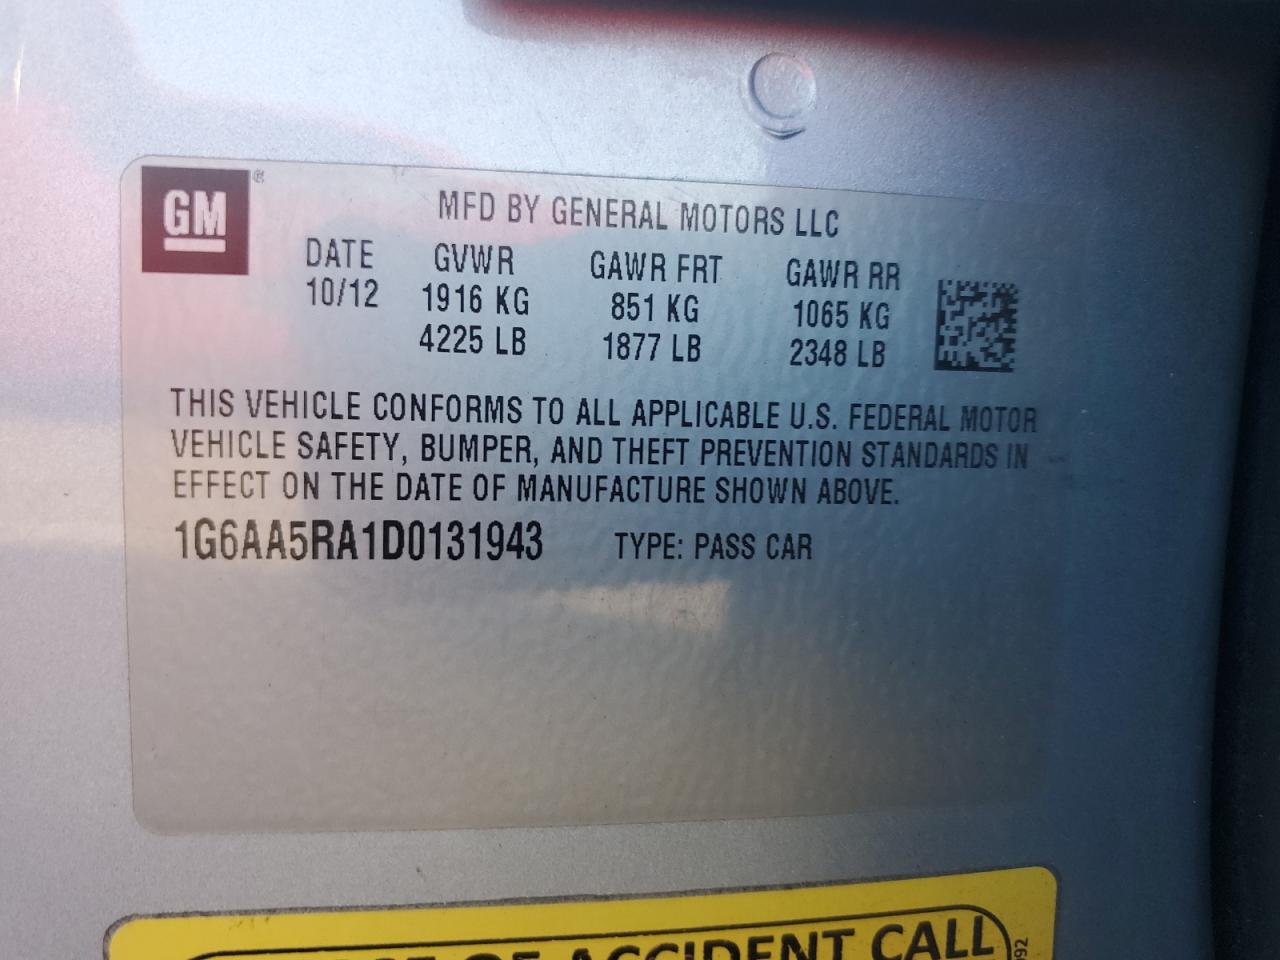 GM ®
MFD BY GENERAL MOTORS LLC
DATE GVWR GAWR FRT GAWR RR
10/12 1916 KG 851 KG 1065 KG
4225 LB 1877 LB 2348 LB
THIS VEHICLE CONFORMS TO ALL APPLICABLE U.S. FEDERAL MOTOR
VEHICLE SAFETY, BUMPER, AND THEFT PREVENTION STANDARDS IN
EFFECT ON THE DATE OF MANUFACTURE SHOWN ABOVE.
1G6AA5RA1D0131943 TYPE: PASS CAR
OF ACCIDENT CALL